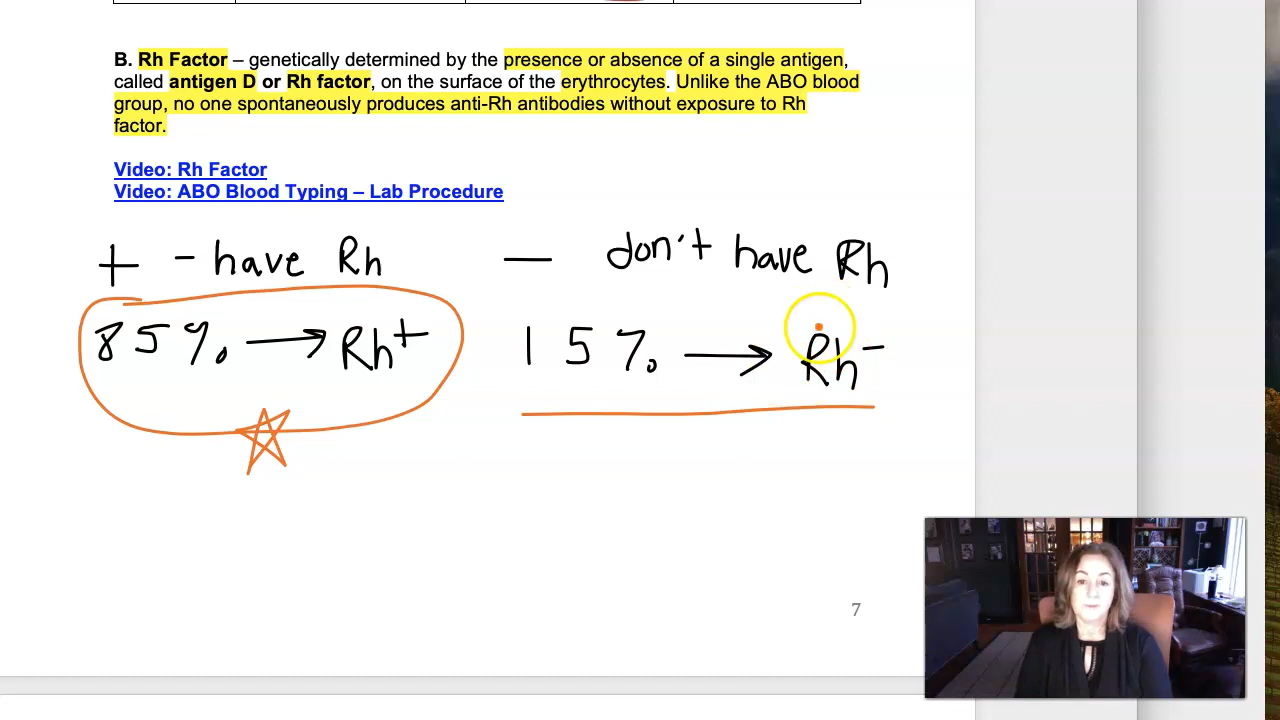 B. Rh Factor – genetically determined by the presence or absence of a single antigen,
called antigen D or Rh factor, on the surface of the erythrocytes. Unlike the ABO blood
group, no one spontaneously produces anti-Rh antibodies without exposure to Rh
factor.
Video: Rh Factor
Video: ABO Blood Typing – Lab Procedure
+ - have Rh — don't have Rh
85% → Rh+ 15% → Rh-
7